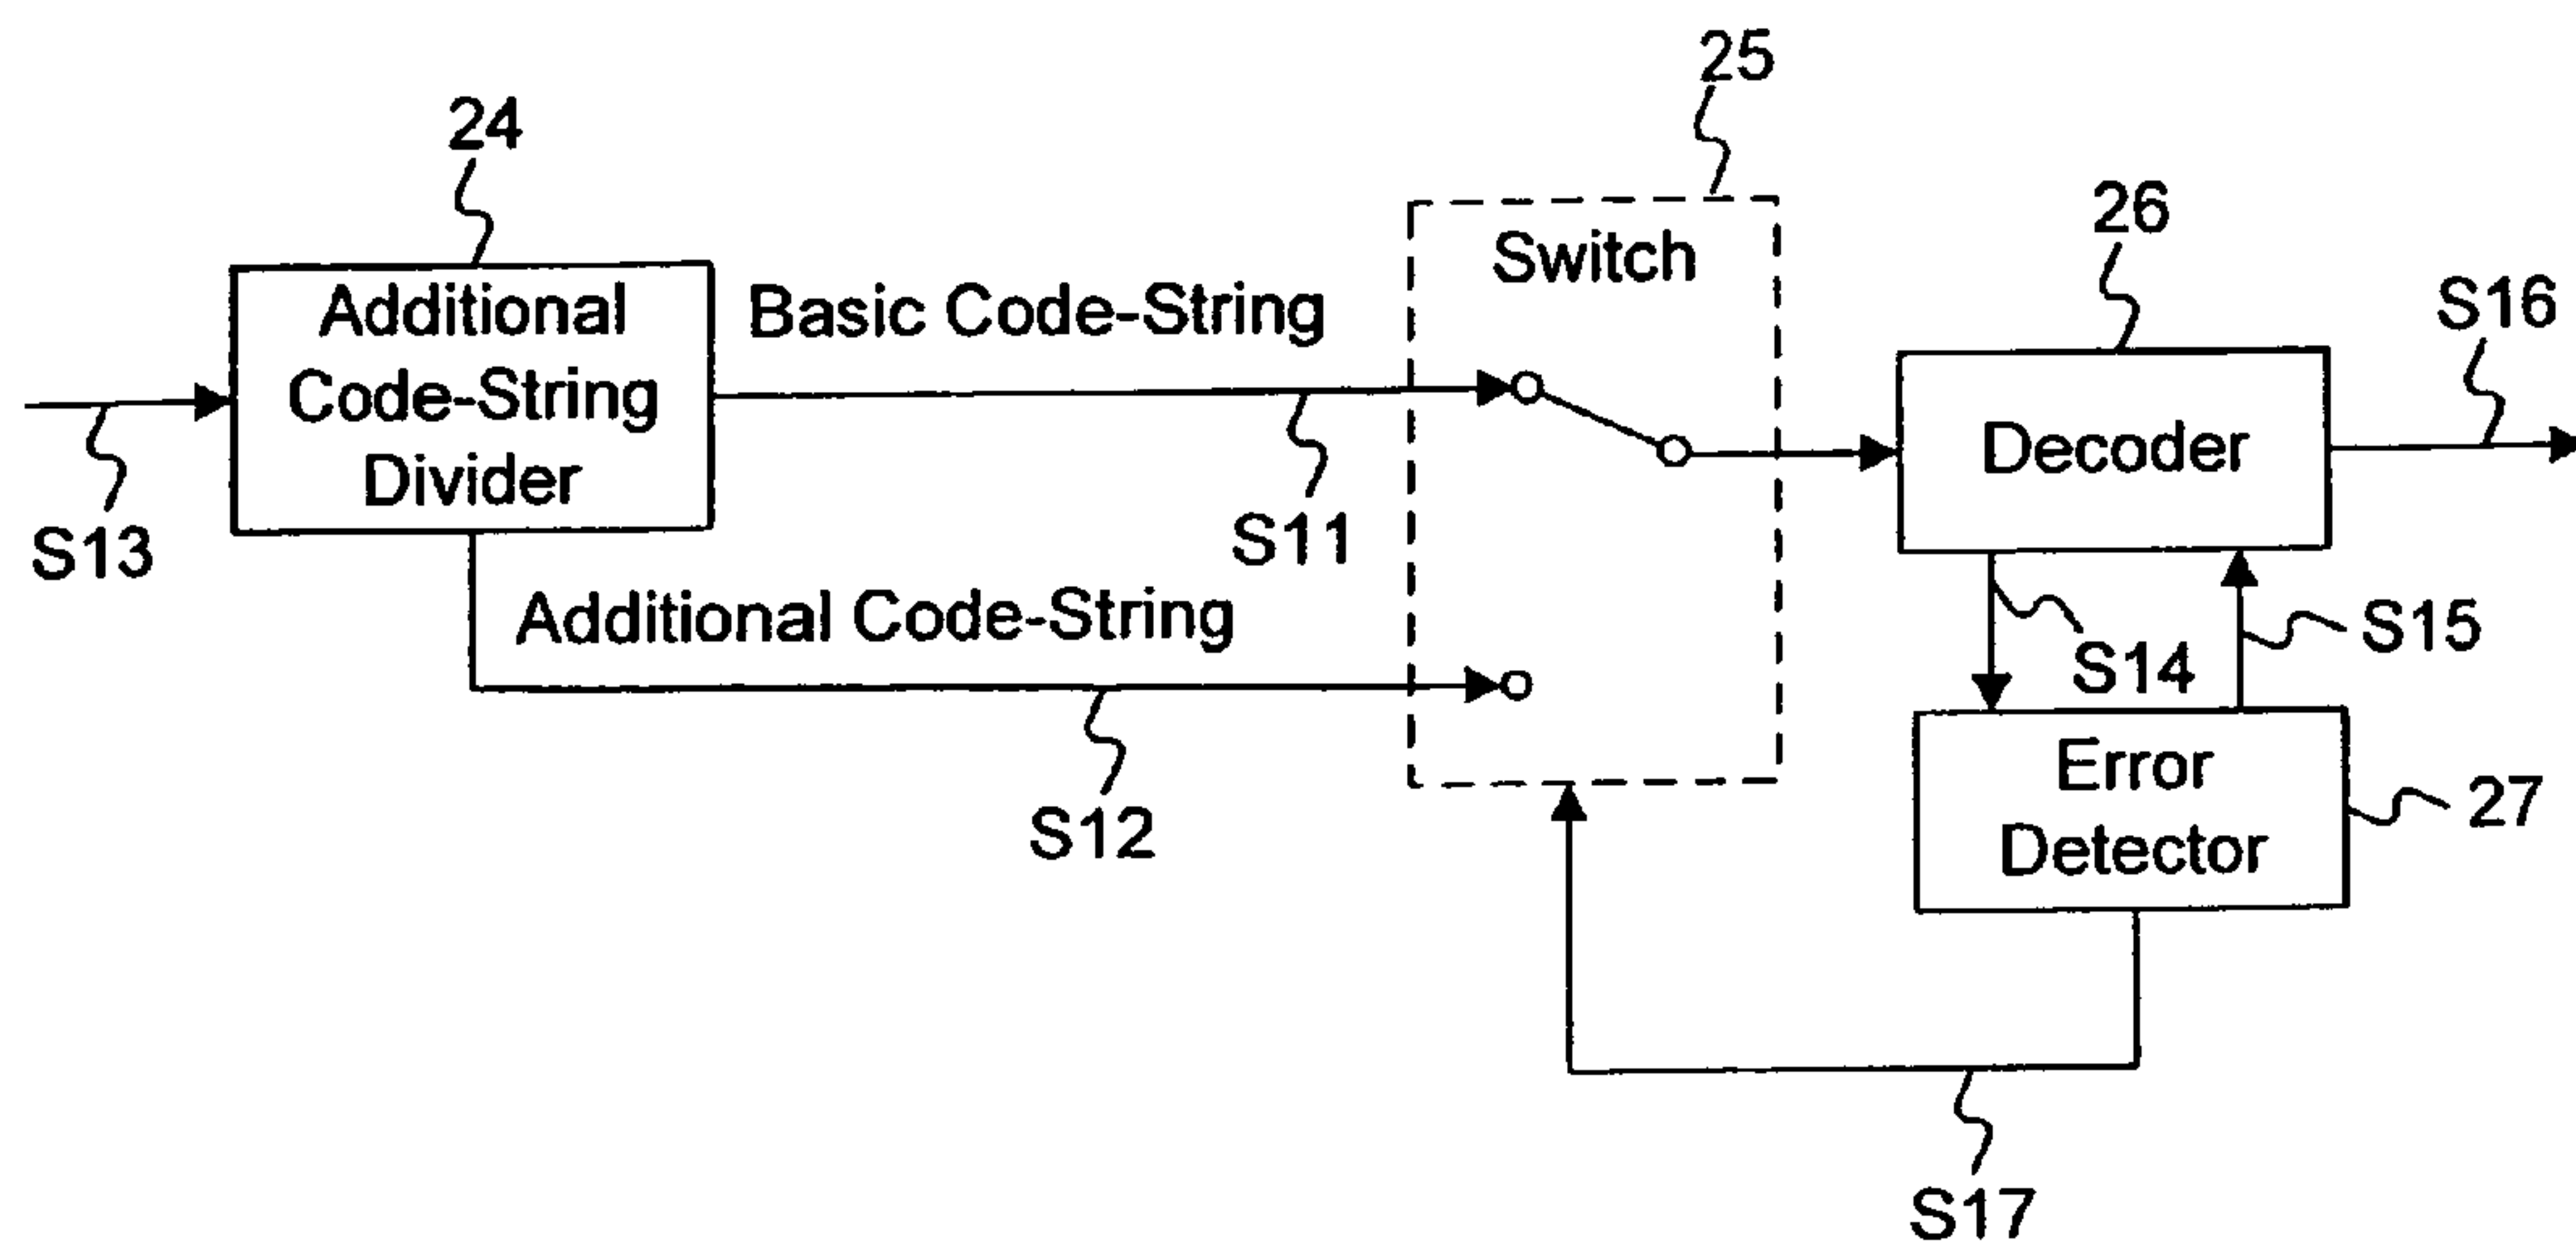 25
24
26
Switch
S16
Additional
Code-String
Divider
Basic Code-String
Decoder
S13
S11
Additional Code-String
S14
S15
S12
Error
Detector
27
S17